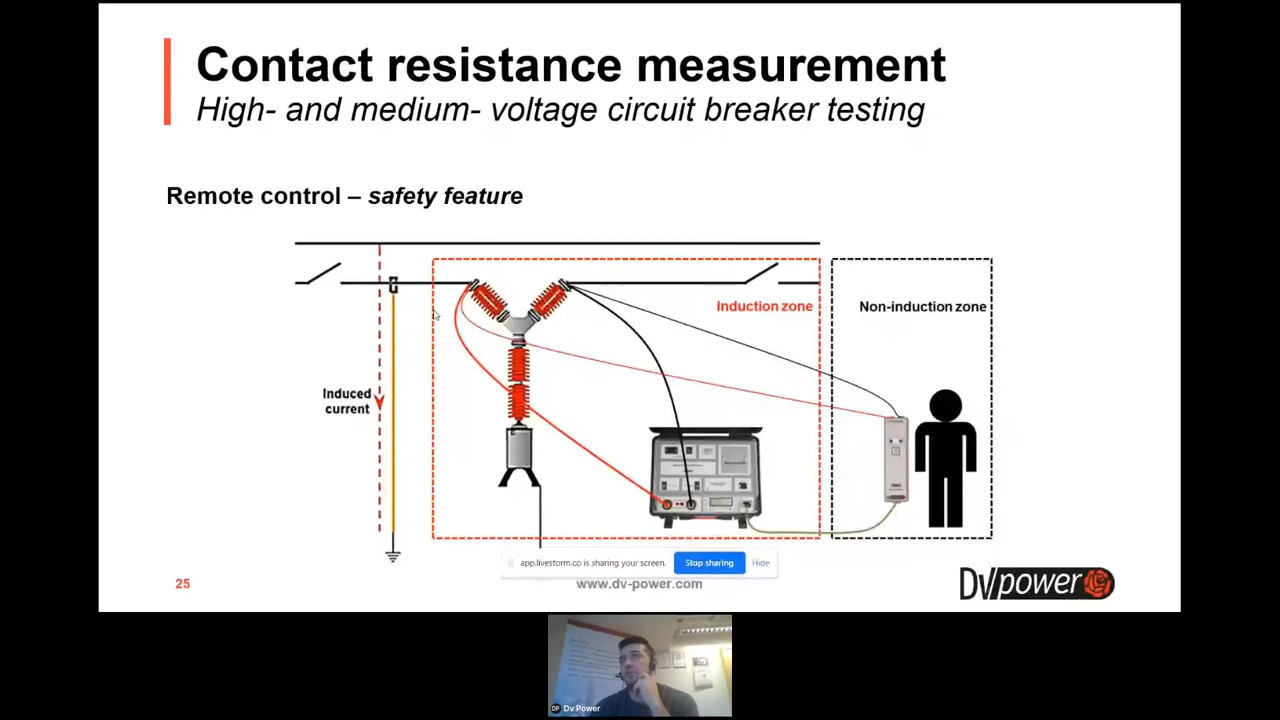 Contact resistance measurement
High- and medium- voltage circuit breaker testing
Remote control – safety feature
Induction zone
Non-induction zone
Induced
current
app.livestorm.co is sharing your screen.
Stop sharing
Hide
25
www.dv-power.com
DV power
DP
Dv Power